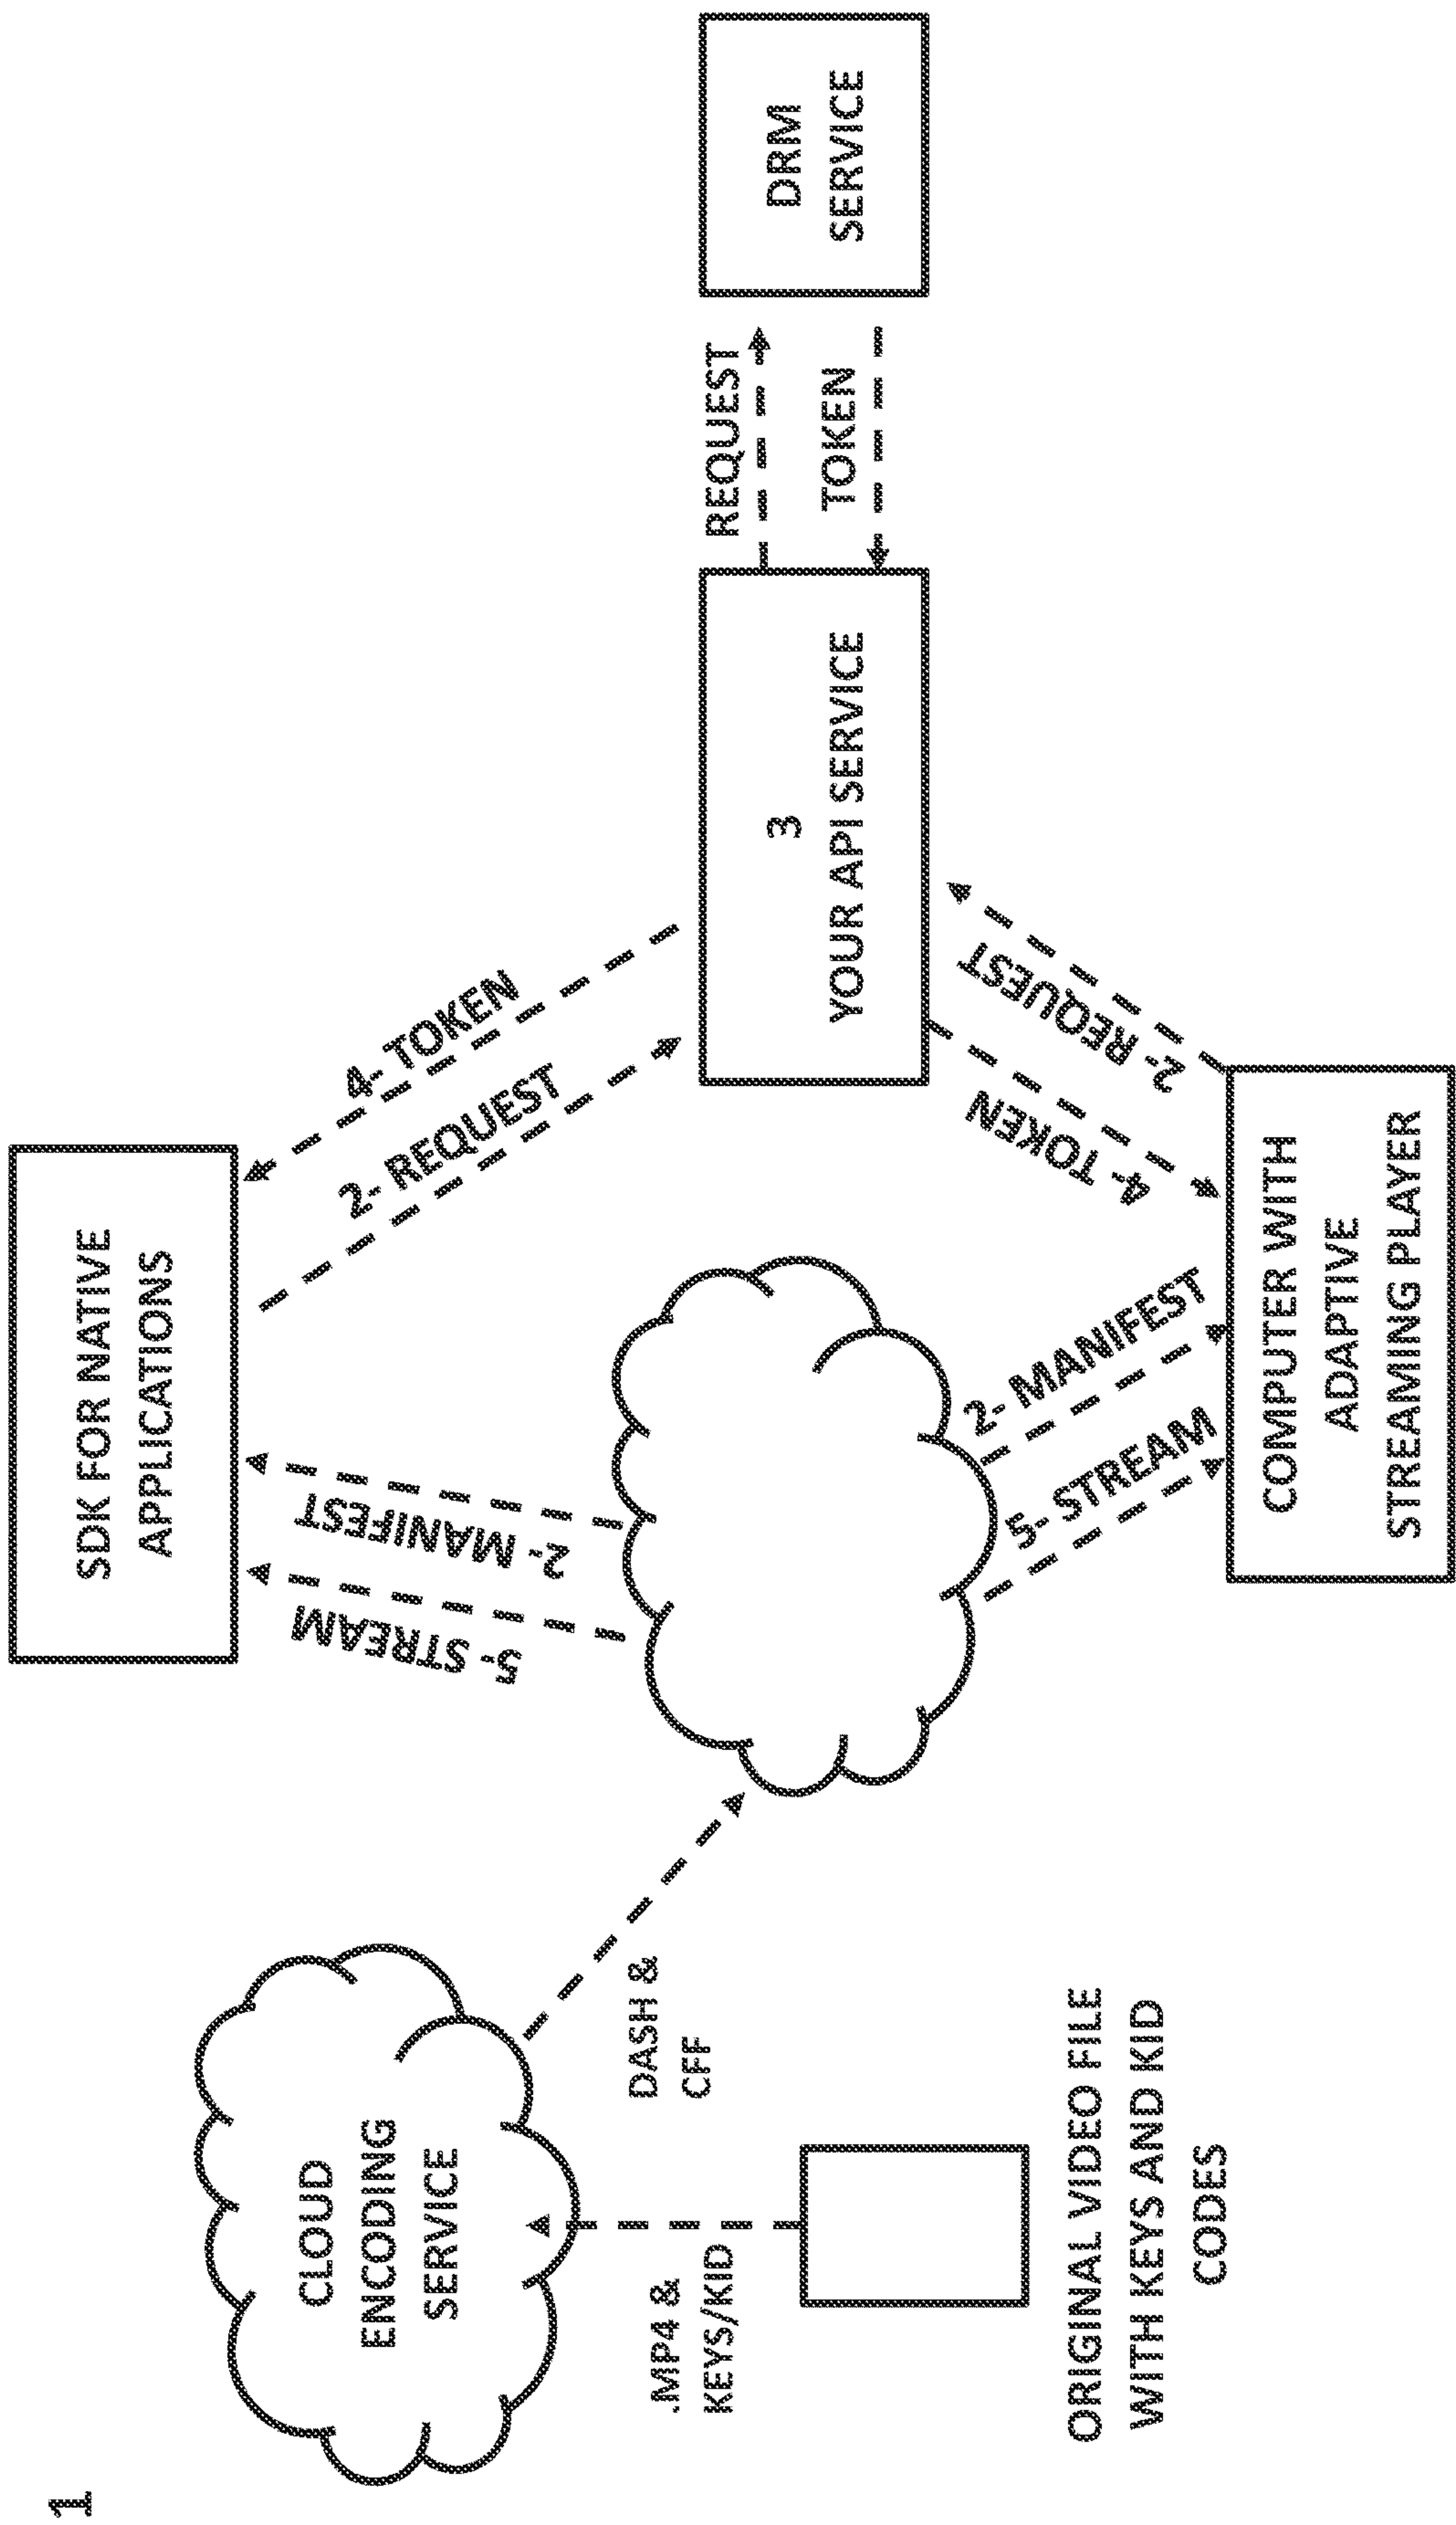 1
CLOUD
ENCODING
SERVICE
.MP4 &
KEYS/KID
ORIGINAL VIDEO FILE
WITH KEYS AND KID
CODES
DASH &
CFF
SDK FOR NATIVE
APPLICATIONS
5- STREAM
2- MANIFEST
2- REQUEST
4- TOKEN
5- STREAM
2- MANIFEST
COMPUTER WITH
ADAPTIVE
STREAMING PLAYER
4- TOKEN
2- REQUEST
3
YOUR API SERVICE
REQUEST
TOKEN
DRM
SERVICE